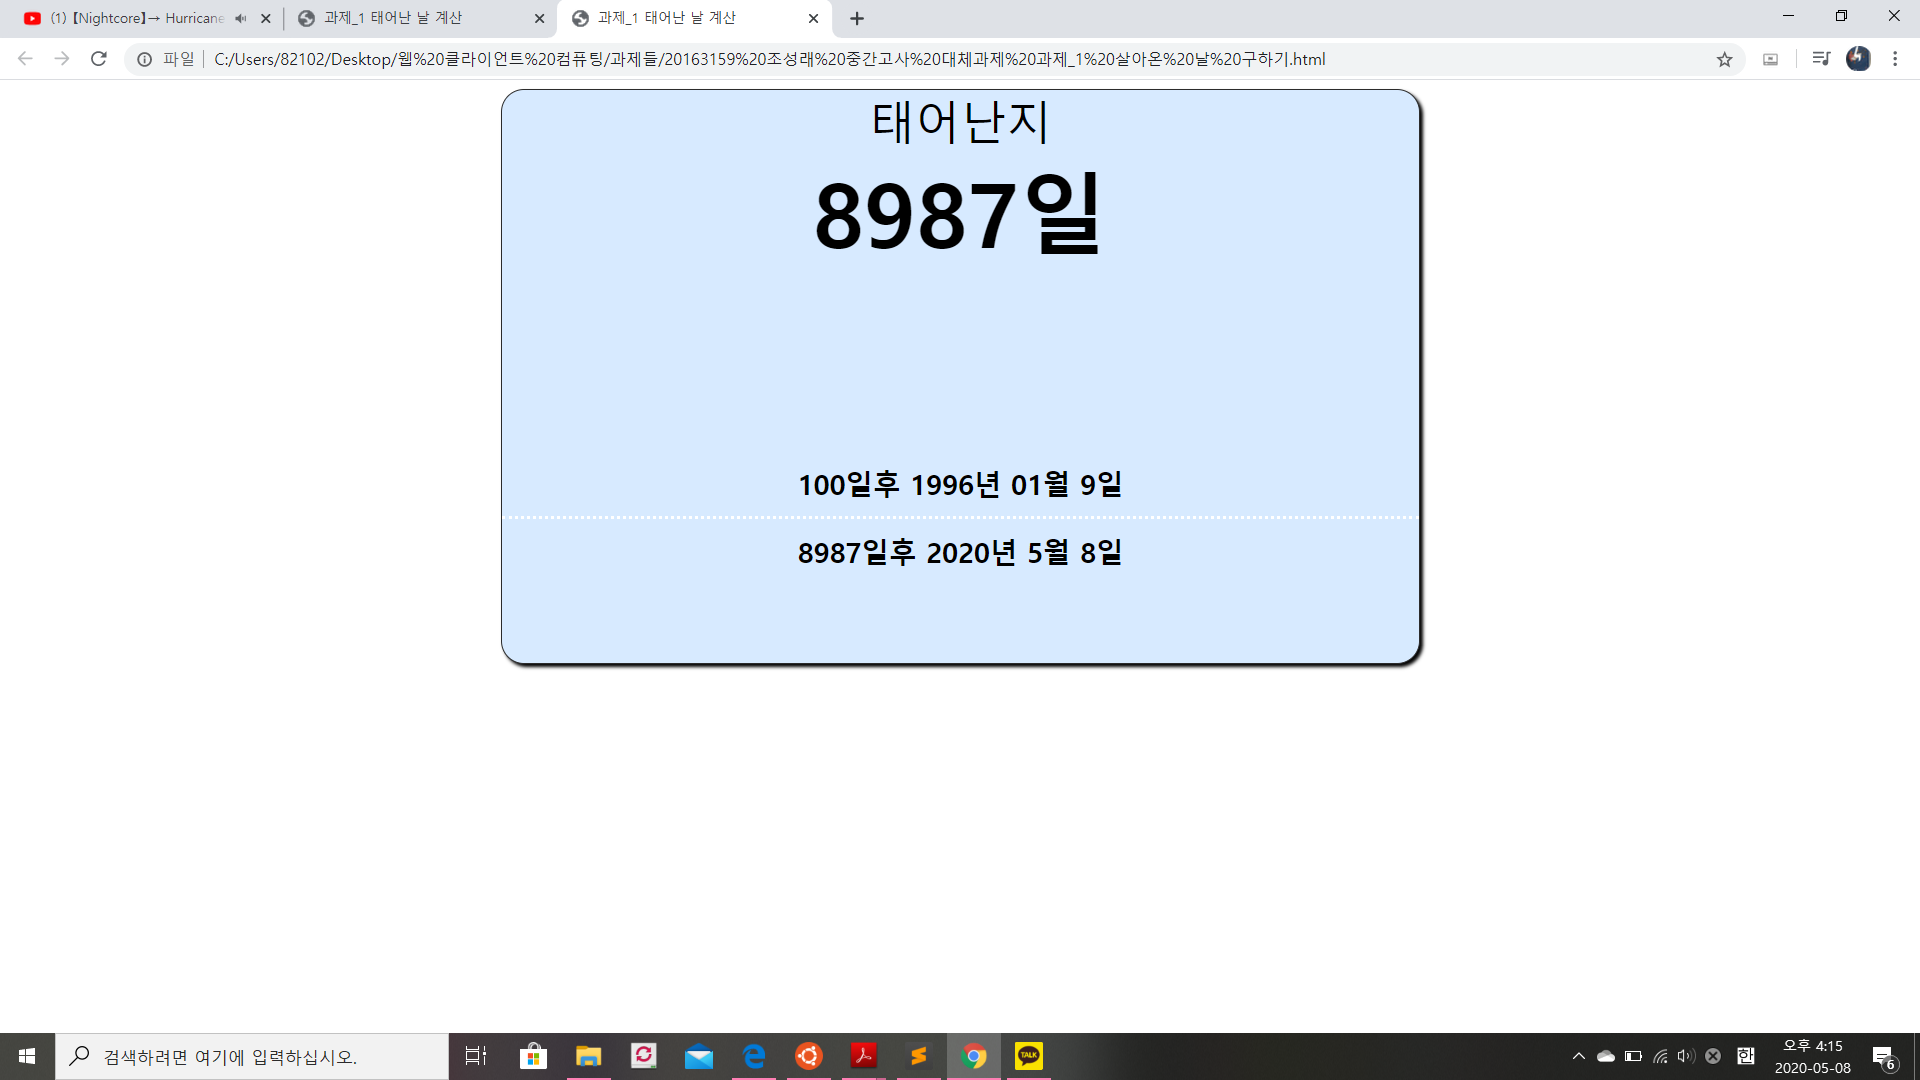 (1) 【Nightcore】→ Hurricane
과제_1 태어난 날 계산
과제_1 태어난 날 계산
파일
C:/Users/82102/Desktop/웹%20클라이언트%20컴퓨팅/과제들/20163159%20조성래%20중간고사%20대체과제%20과제_1%20살아온%20날%20구하기.html
태어난지
8987일
100일후 1996년 01월 9일
8987일후 2020년 5월 8일
검색하려면 여기에 입력하십시오.
TALK
한
오후 4:15
2020-05-08
6